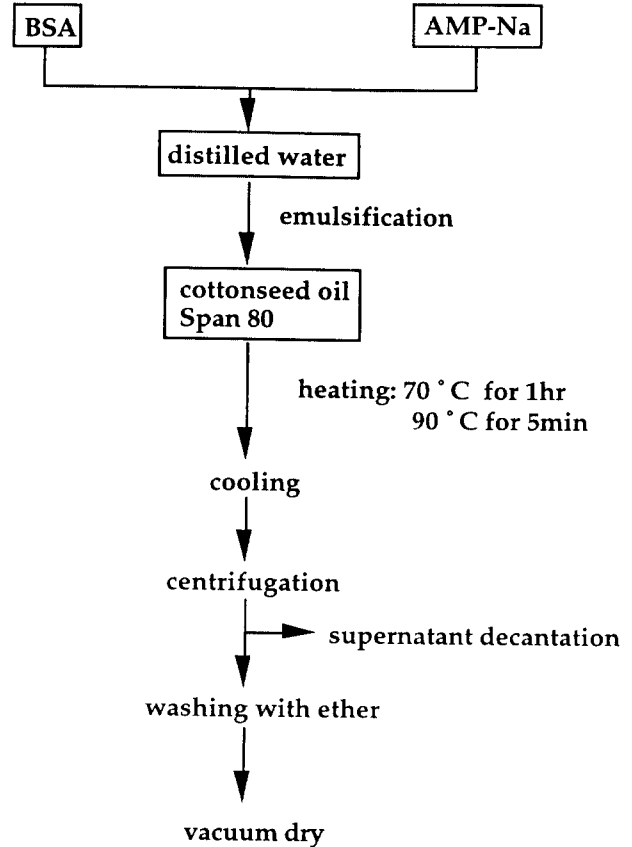 BSA
AMP-Na
distilled water
emulsification
cottonseed oil
Span 80
heating: 70 °C for 1hr
90 °C for 5min
cooling
centrifugation
supernatant decantation
washing with ether
vacuum dry